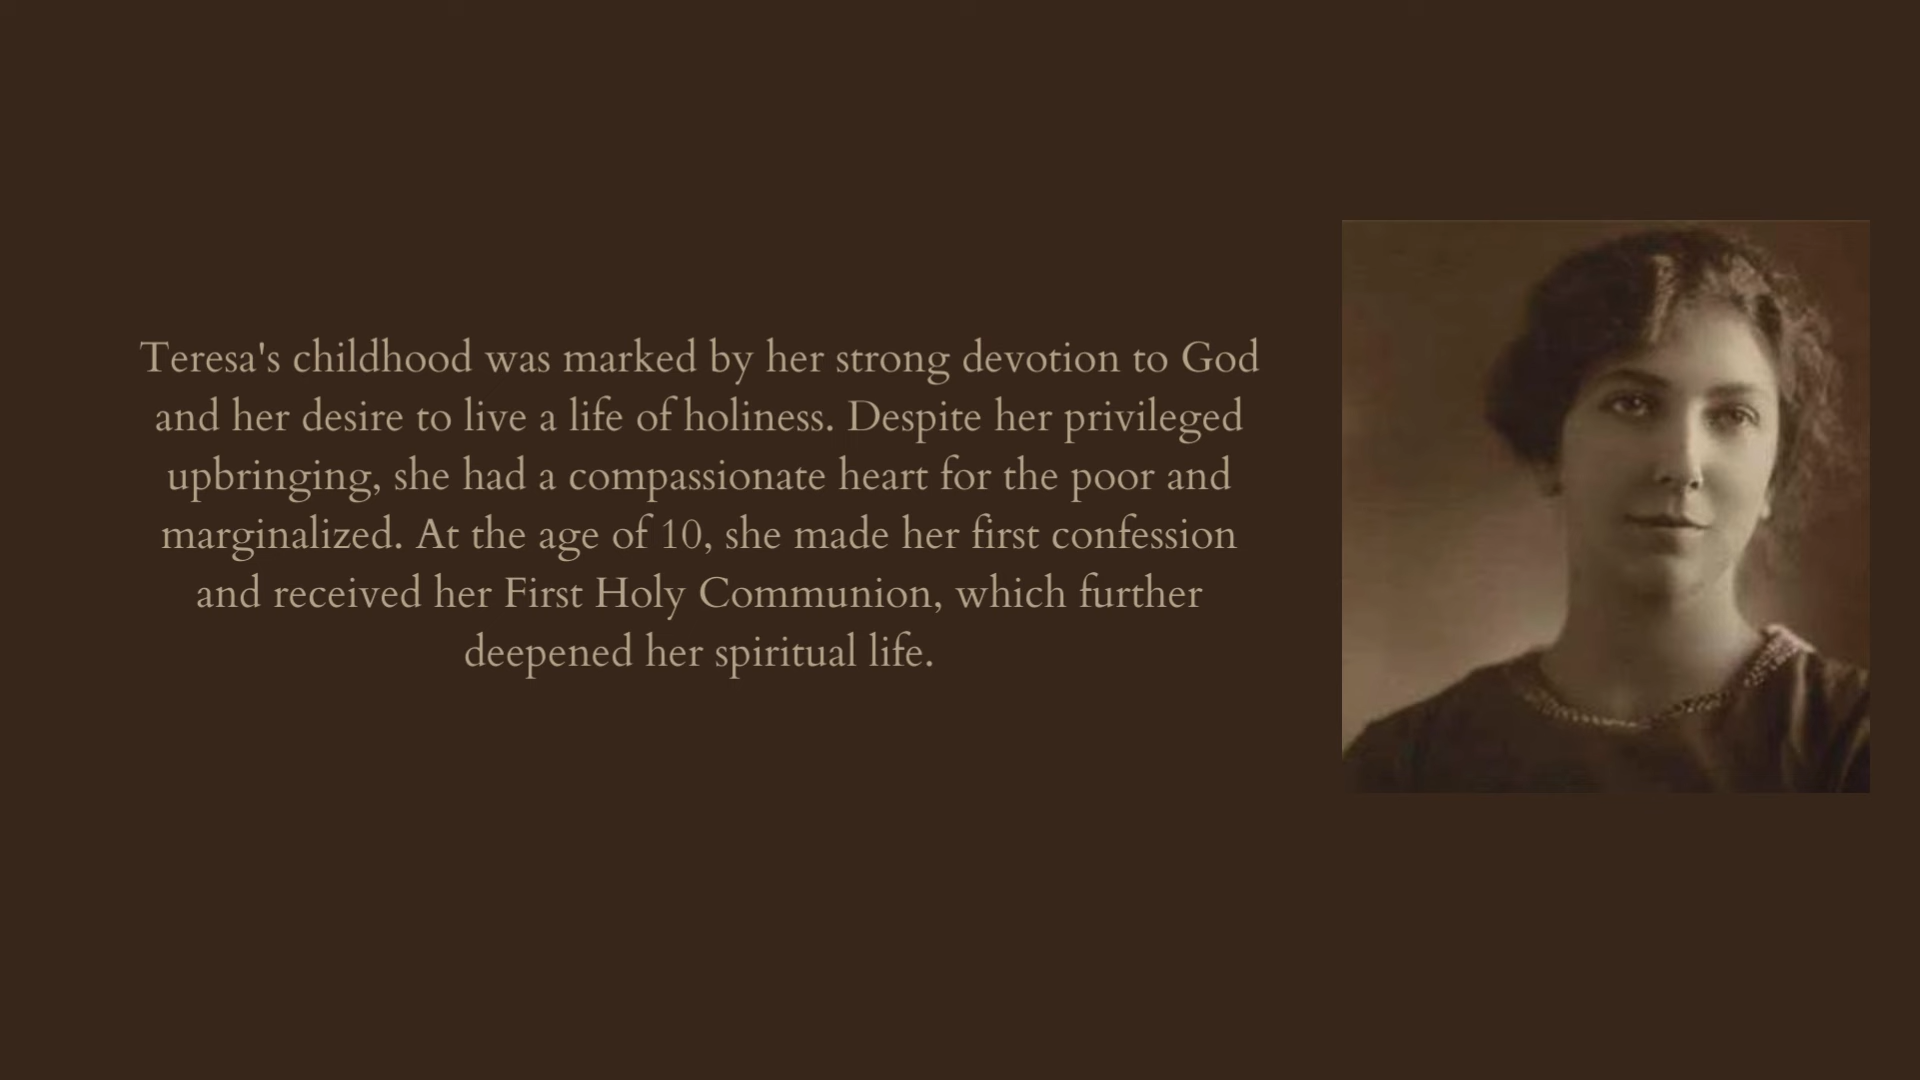 Teresa's childhood was marked by her strong devotion to God
and her desire to live a life of holiness. Despite her privileged
upbringing, she had a compassionate heart for the poor and
marginalized. At the age of 10, she made her first confession
and received her First Holy Communion, which further
deepened her spiritual life.